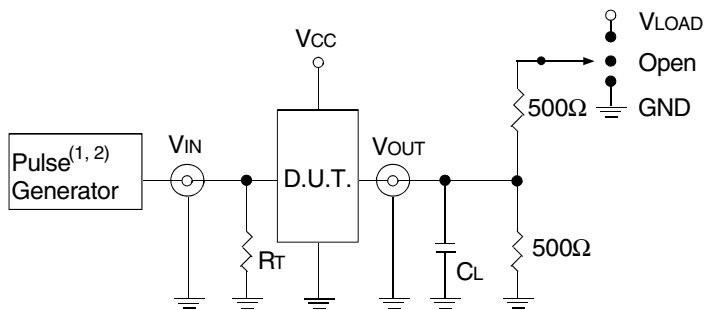 VLOAD
VCC
Open
500Ω
GND
VIN
VOUT
Pulse(1, 2)
Generator
D.U.T.
RT
CL
500Ω